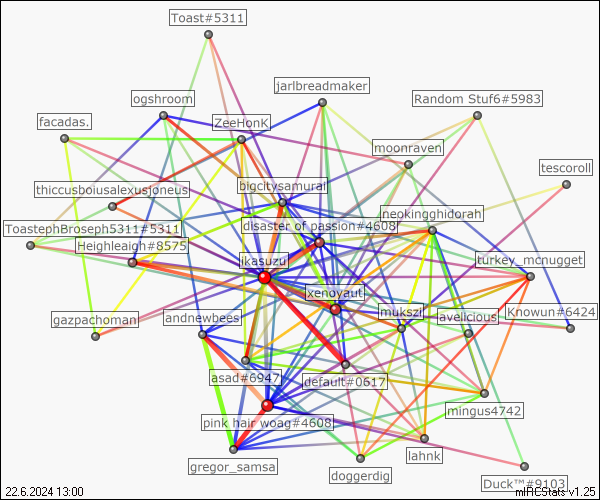 Toast#5311
jarlbreadmaker
ogshroom
Random Stuf6#5983
facadas.
ZeeHonK
moonraven
tescoroll
thiccusboiusalexusjoneus
bigcitysamurai
neokingghidorah
ToastephBroseph5311#5311
disaster of passion#4608
Heighleaigh#8575
ikasuzu
turkey_mcnugget
xenoyaut
gazpachoman
andnewbees
mukszi
avelicious
Knowun#6424
asad#6947
default#0617
mingus4742
pink hair woag#4608
gregor_samsa
lahnk
doggerdig
Duck™#9103
22.6.2024 13:00
mIRCStats v1.25